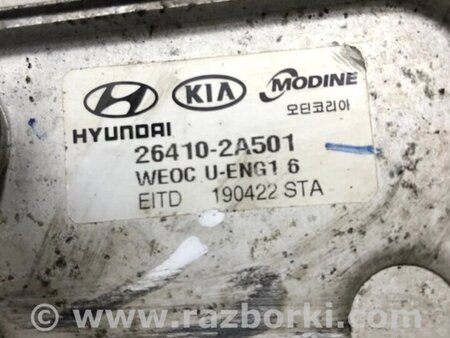 HYUNDAI KIA MODINE
모딘코리아
26410-2A501
WEOC U-ENG1.6
EITD 190422 STA
© www.razborki.com